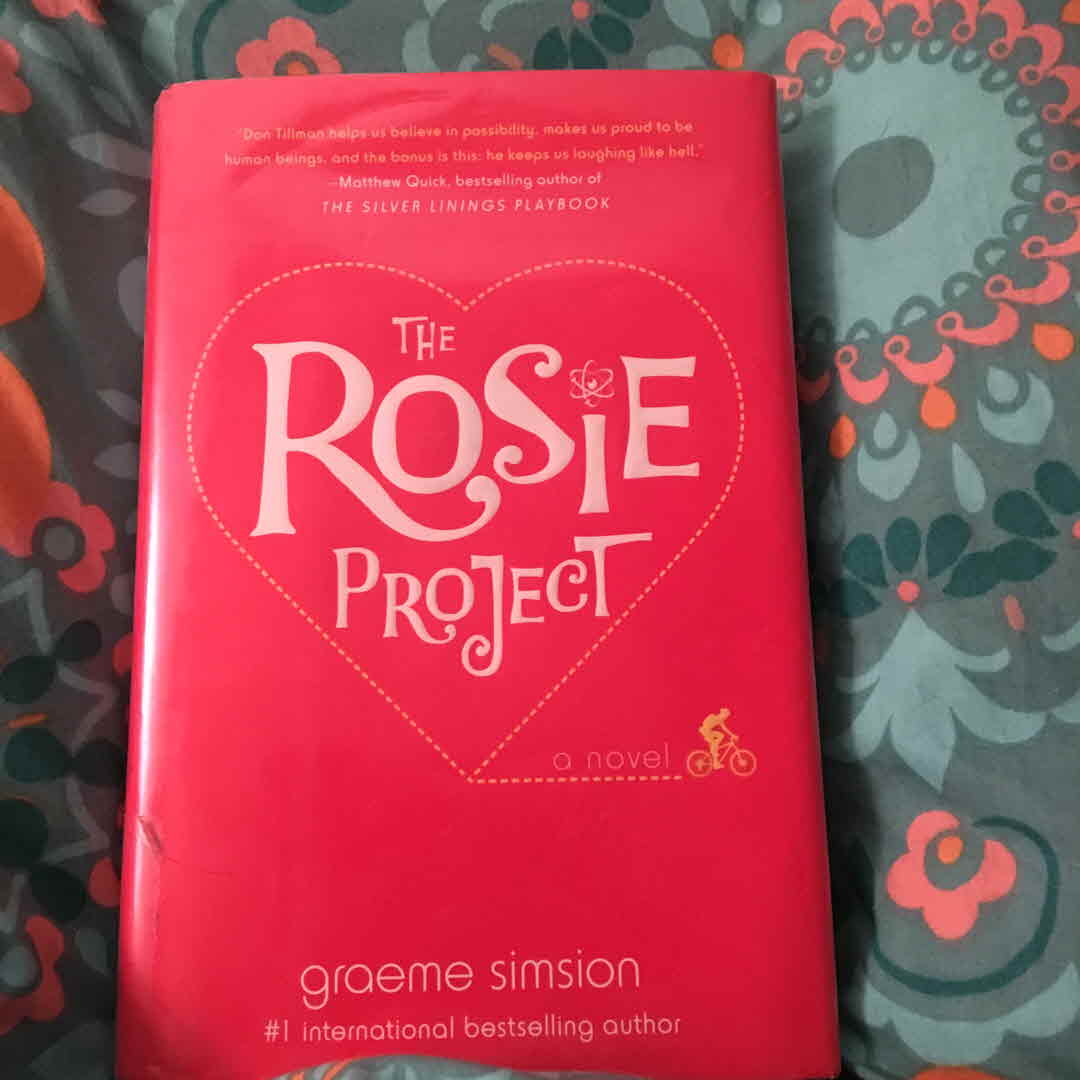 "Don Tillman helps us believe in possibility, makes us proud to be
human beings, and the bonus is this: he keeps us laughing like hell."
—Matthew Quick, bestselling author of
THE SILVER LININGS PLAYBOOK
THE
ROSiE
PROJECT
a novel
graeme simsion
#1 international bestselling author